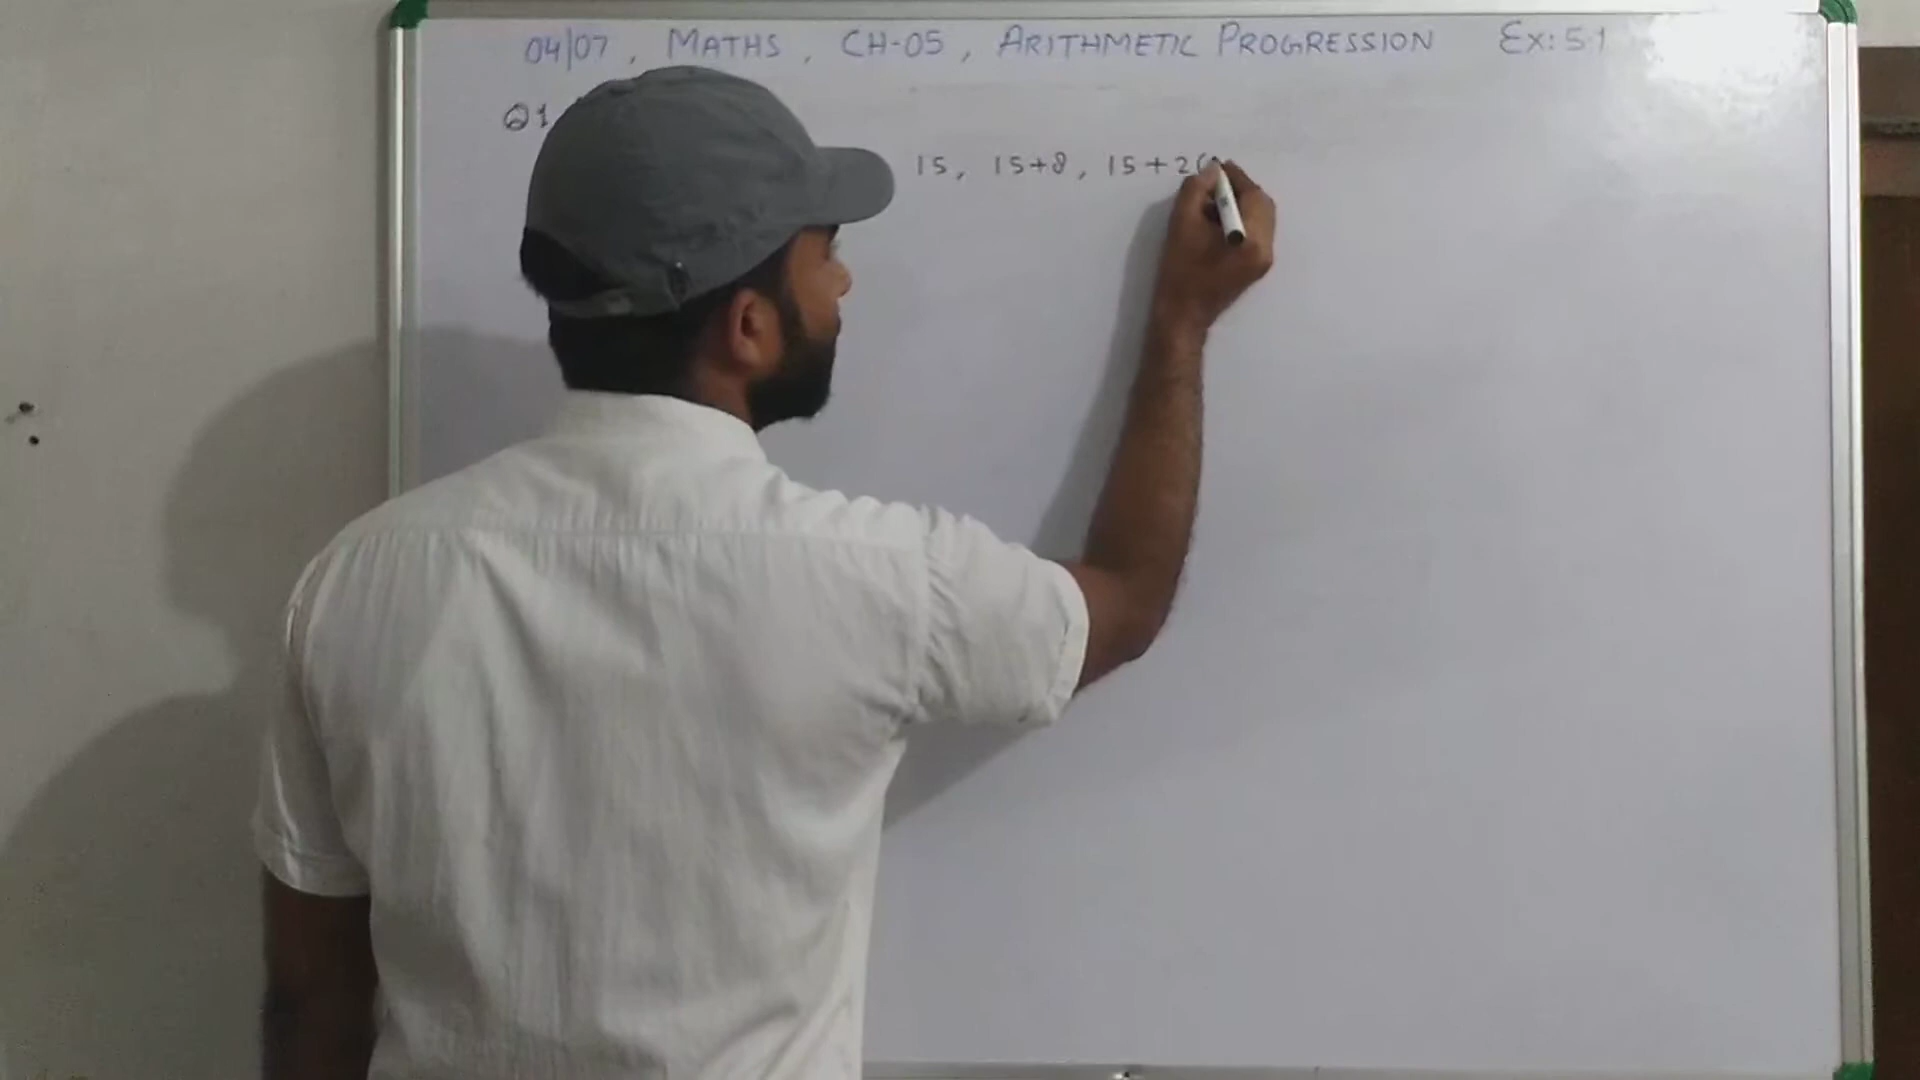 04/07, MATHS, CH-05, ARITHMETIC PROGRESSION Ex: 5.1
Q1
15, 15+8, 15+2(